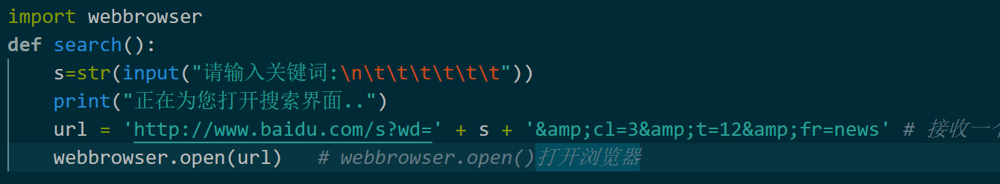 import webbrowser
def search():
s=str(input("请输入关键词:\n\t\t\t\t\t\t"))
print("正在为您打开搜索界面..")
url = 'http://www.baidu.com/s?wd=' + s + '&amp;cl=3&amp;t=12&amp;fr=news' # 接收一个
webbrowser.open(url) # webbrowser.open()打开浏览器